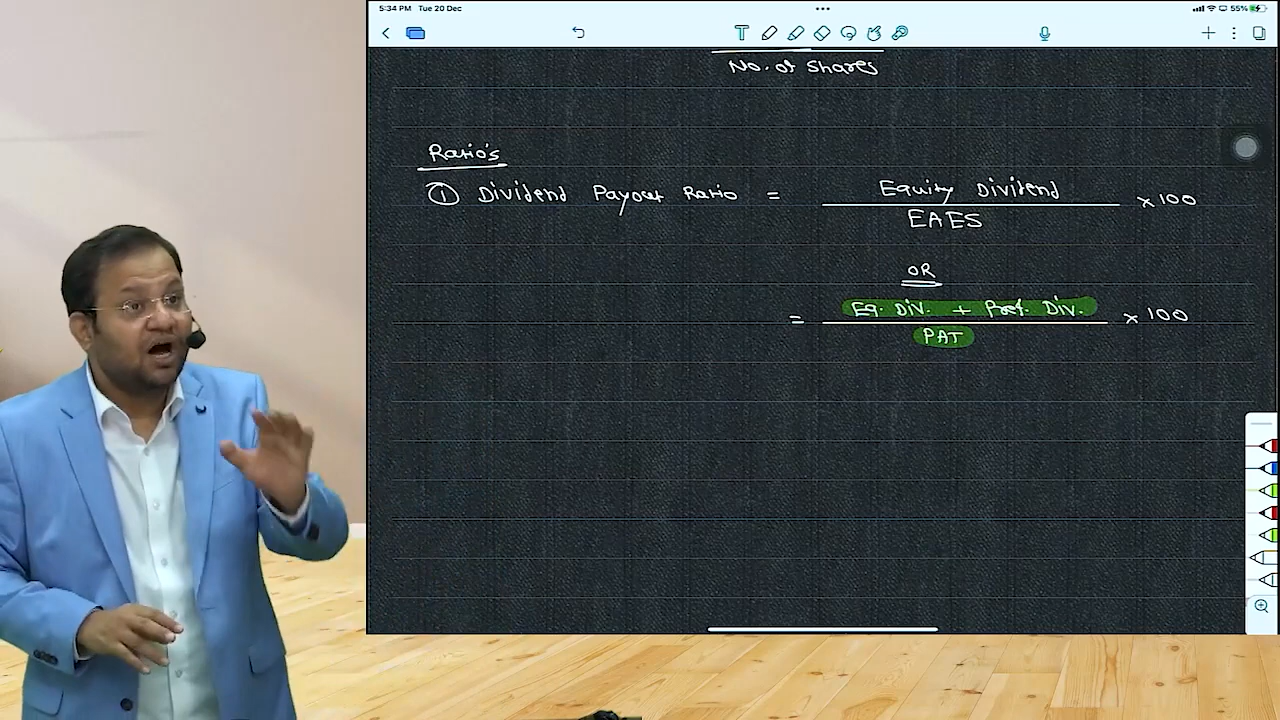 5:34 PM Tue 20 Dec
55%
No. of Shares
Ratio's
① Dividend Payout Ratio = Equity Dividend × 100
EAES
OR
= Eq. Div. + Pref. Div. × 100
PAT